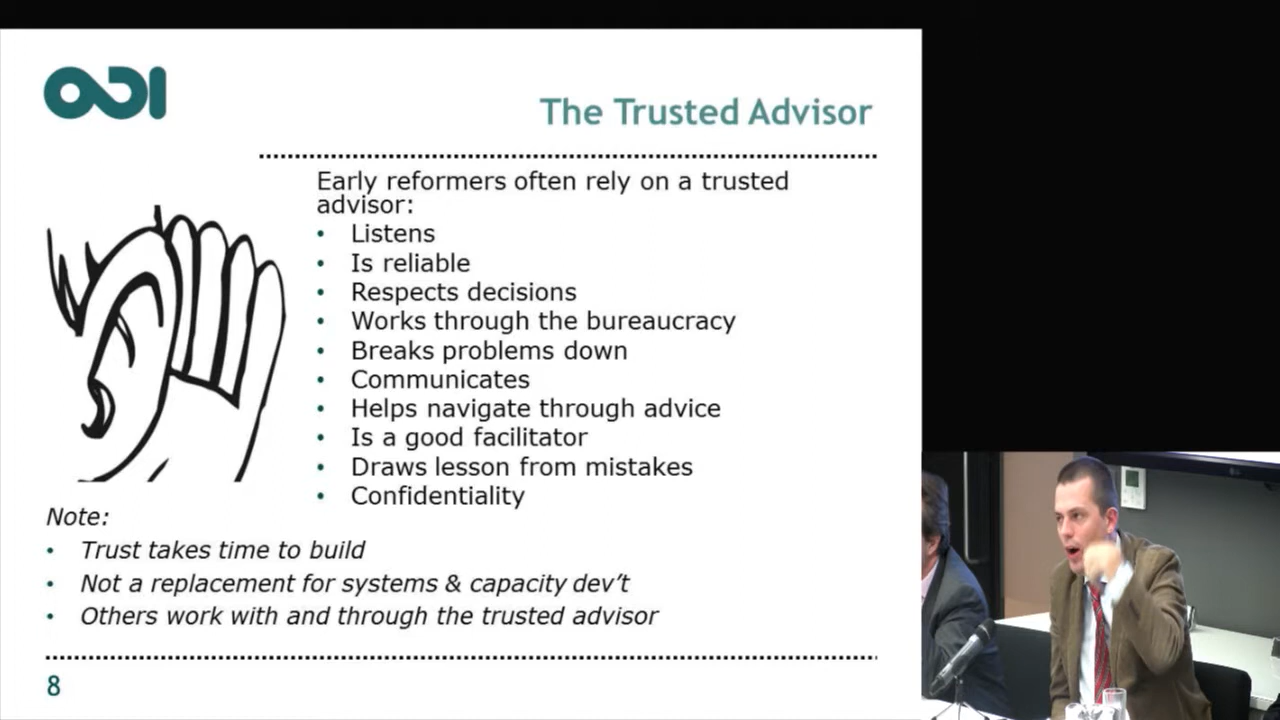 ODI
The Trusted Advisor
Early reformers often rely on a trusted
advisor:
• Listens
• Is reliable
• Respects decisions
• Works through the bureaucracy
• Breaks problems down
• Communicates
• Helps navigate through advice
• Is a good facilitator
• Draws lesson from mistakes
• Confidentiality
Note:
• Trust takes time to build
• Not a replacement for systems & capacity dev’t
• Others work with and through the trusted advisor
8